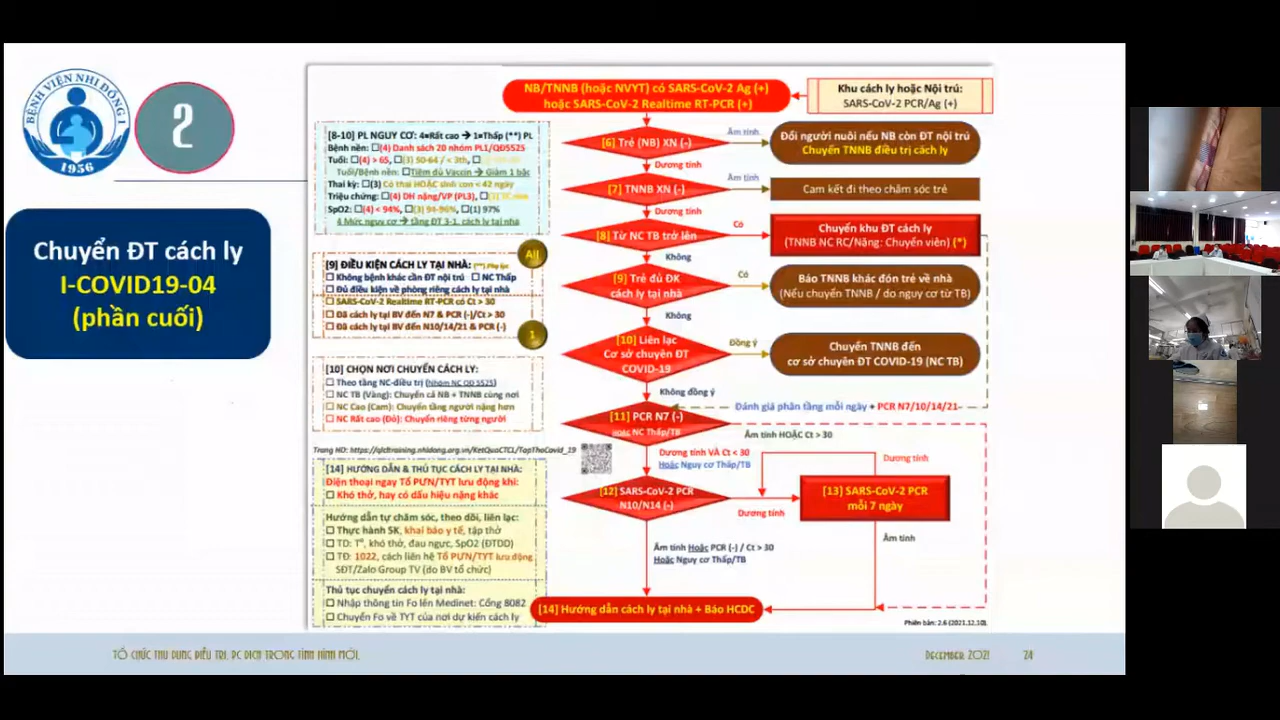 BỆNH VIỆN NHI ĐỒNG 1
1956
2
Chuyển ĐT cách ly
I-COVID19-04
(phần cuối)
NB/TNNB (hoặc NVYT) có SARS-CoV-2 Ag (+)
hoặc SARS-CoV-2 Realtime RT-PCR (+)
Khu cách ly hoặc Nội trú:
SARS-CoV-2 PCR/Ag (+)
[8-10] PL NGUY CƠ: 4=Rất cao → 1=Thấp (**) PL
Bệnh nền: ☐(4) Danh sách 20 nhóm PL1/QĐ5525
Tuổi: ☐(4) > 65, ☐(3) 50-64 / < 3th, ☐
Tuổi/Bệnh nền: ☐Tiêm đủ Vaccin → Giảm 1 bậc
Thai kỳ: ☐(3) Có thai HOẶC sinh con < 42 ngày
Triệu chứng: ☐(4) DH nặng/VP (PL3), ☐(3)
SpO2: ☐(4) < 94%, ☐(3) 94-96%, ☐(1) 97%
4 Mức nguy cơ → tầng ĐT 3-1, cách ly tại nhà
[6] Trẻ (NB) XN (-)
Âm tính
Đổi người nuôi nếu NB còn ĐT nội trú
Chuyển TNNB điều trị cách ly
Dương tính
[7] TNNB XN (-)
Âm tính
Cam kết đi theo chăm sóc trẻ
Dương tính
[8] Từ NC TB trở lên
Có
Chuyển khu ĐT cách ly
(TNNB NC RC/Nặng: Chuyển viện) (*)
Không
[9] ĐIỀU KIỆN CÁCH LY TẠI NHÀ: (**) Phụ lục
☐ Không bệnh khác cần ĐT nội trú ☐ NC Thấp
☐ Đủ điều kiện về phòng riêng cách ly tại nhà
☐ SARS-CoV-2 Realtime RT-PCR có Ct > 30
☐ Đã cách ly tại BV đến N7 & PCR (-)/Ct > 30
☐ Đã cách ly tại BV đến N10/14/21 & PCR (-)
All
1
[9] Trẻ đủ ĐK
cách ly tại nhà
Có
Báo TNNB khác đón trẻ về nhà
(Nếu chuyển TNNB / do nguy cơ từ TB)
Không
[10] Liên lạc
Cơ sở chuyên ĐT
COVID-19
Đồng ý
Chuyển TNNB đến
cơ sở chuyên ĐT COVID-19 (NC TB)
Không đồng ý
[10] CHỌN NƠI CHUYỂN CÁCH LY:
☐ Theo tầng NC-điều trị (Nhóm NC QĐ 5525)
☐ NC TB (Vàng): Chuyển cả NB + TNNB cùng nơi
☐ NC Cao (Cam): Chuyển tầng người nặng hơn
☐ NC Rất cao (Đỏ): Chuyển riêng từng người
Đánh giá phân tầng mỗi ngày + PCR N7/10/14/21
[11] PCR N7 (-)
Hoặc NC Thấp/TB
Âm tính HOẶC Ct > 30
Trang HD: https://qlcltraining.nhidong.org.vn/KetQuaCTCL/TapThoCovid_19
Dương tính VÀ Ct < 30
Hoặc Nguy cơ Thấp/TB
Dương tính
[14] HƯỚNG DẪN & THỦ TỤC CÁCH LY TẠI NHÀ:
Điện thoại ngay Tổ PƯN/TYT lưu động khi:
☐ Khó thở, hay có dấu hiệu nặng khác
Hướng dẫn tự chăm sóc, theo dõi, liên lạc:
☐ Thực hành 5K, khai báo y tế, tập thở
☐ TD: T°, khó thở, đau ngực, SpO2 (ĐTDD)
☐ TĐ: 1022, cách liên hệ Tổ PƯN/TYT lưu động
SĐT/Zalo Group TV (do BV tổ chức)
Thủ tục chuyển cách ly tại nhà:
☐ Nhập thông tin Fo lên Medinet: Cổng 8082
☐ Chuyển Fo về TYT của nơi dự kiến cách ly
[12] SARS-CoV-2 PCR
N10/N14 (-)
Dương tính
[13] SARS-CoV-2 PCR
mỗi 7 ngày
Âm tính
Âm tính Hoặc PCR (-) / Ct > 30
Hoặc Nguy cơ Thấp/TB
[14] Hướng dẫn cách ly tại nhà + Báo HCDC
Phiên bản: 2.6 (2021.12.10).
TỔ CHỨC THU DUNG ĐIỀU TRỊ, PC DỊCH TRONG TÌNH HÌNH MỚI.
DECEMBER 2021
24